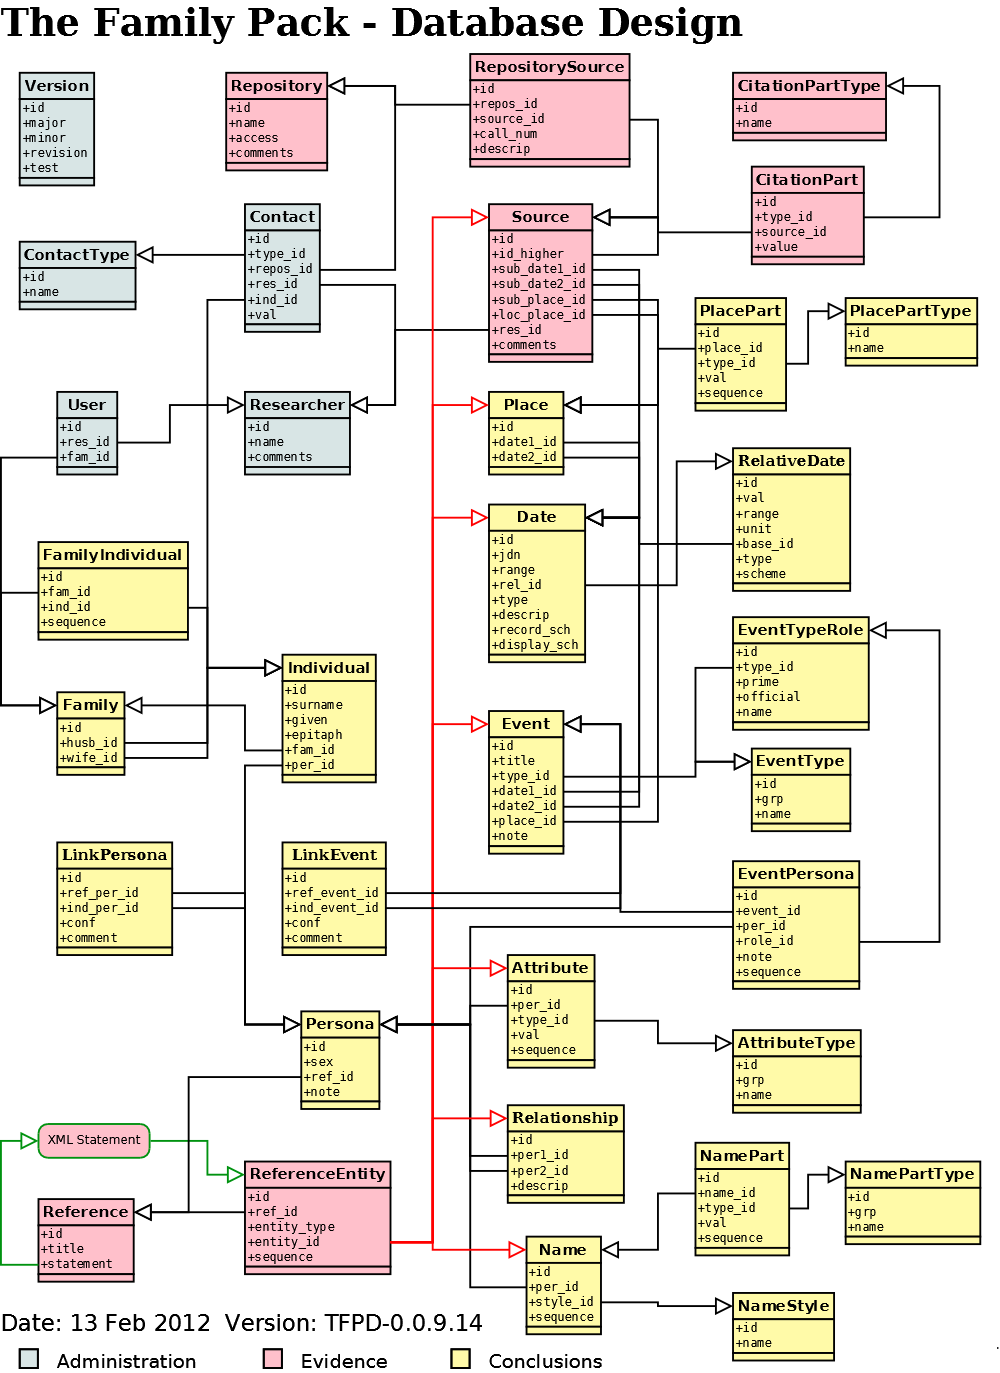 The Family Pack - Database Design
Version
+id
+major
+minor
+revision
+test
Repository
+id
+name
+access
+comments
RepositorySource
+id
+repos_id
+source_id
+call_num
+descrip
CitationPartType
+id
+name
CitationPart
+id
+type_id
+source_id
+value
Contact
+id
+type_id
+repos_id
+res_id
+ind_id
+val
ContactType
+id
+name
Source
+id
+id_higher
+sub_date1_id
+sub_date2_id
+sub_place_id
+loc_place_id
+res_id
+comments
PlacePart
+id
+place_id
+type_id
+val
+sequence
PlacePartType
+id
+name
User
+id
+res_id
+fam_id
Researcher
+id
+name
+comments
Place
+id
+date1_id
+date2_id
RelativeDate
+id
+val
+range
+unit
+base_id
+type
+scheme
Date
+id
+jdn
+range
+rel_id
+type
+descrip
+record_sch
+display_sch
FamilyIndividual
+id
+fam_id
+ind_id
+sequence
EventTypeRole
+id
+type_id
+prime
+official
+name
Individual
+id
+surname
+given
+epitaph
+fam_id
+per_id
Family
+id
+husb_id
+wife_id
Event
+id
+title
+type_id
+date1_id
+date2_id
+place_id
+note
EventType
+id
+grp
+name
LinkPersona
+id
+ref_per_id
+ind_per_id
+conf
+comment
LinkEvent
+id
+ref_event_id
+ind_event_id
+conf
+comment
EventPersona
+id
+event_id
+per_id
+role_id
+note
+sequence
Attribute
+id
+per_id
+type_id
+val
+sequence
Persona
+id
+sex
+ref_id
+note
AttributeType
+id
+grp
+name
Relationship
+id
+per1_id
+per2_id
+descrip
XML Statement
ReferenceEntity
+id
+ref_id
+entity_type
+entity_id
+sequence
Reference
+id
+title
+statement
NamePart
+id
+name_id
+type_id
+val
+sequence
NamePartType
+id
+grp
+name
Name
+id
+per_id
+style_id
+sequence
NameStyle
+id
+name
Date: 13 Feb 2012 Version: TFPD-0.0.9.14
Administration
Evidence
Conclusions